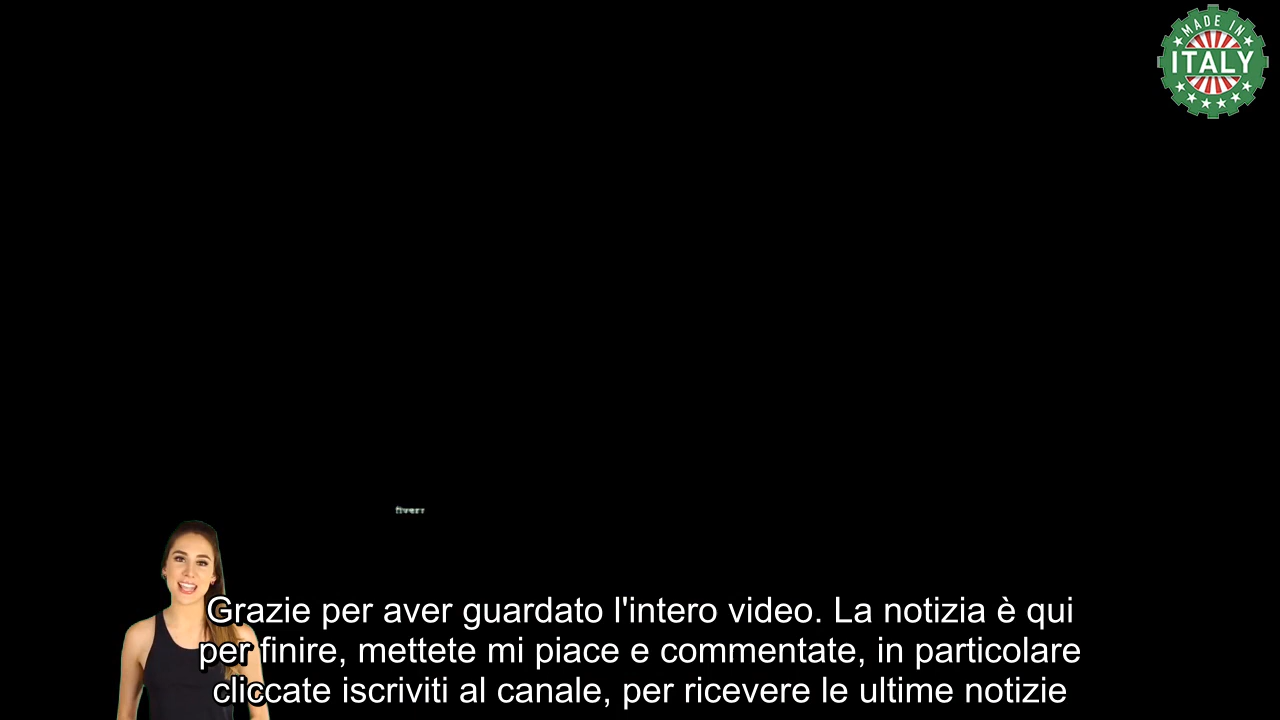 MADE IN
ITALY
fiverr
Grazie per aver guardato l'intero video. La notizia è qui
per finire, mettete mi piace e commentate, in particolare
cliccate iscriviti al canale, per ricevere le ultime notizie